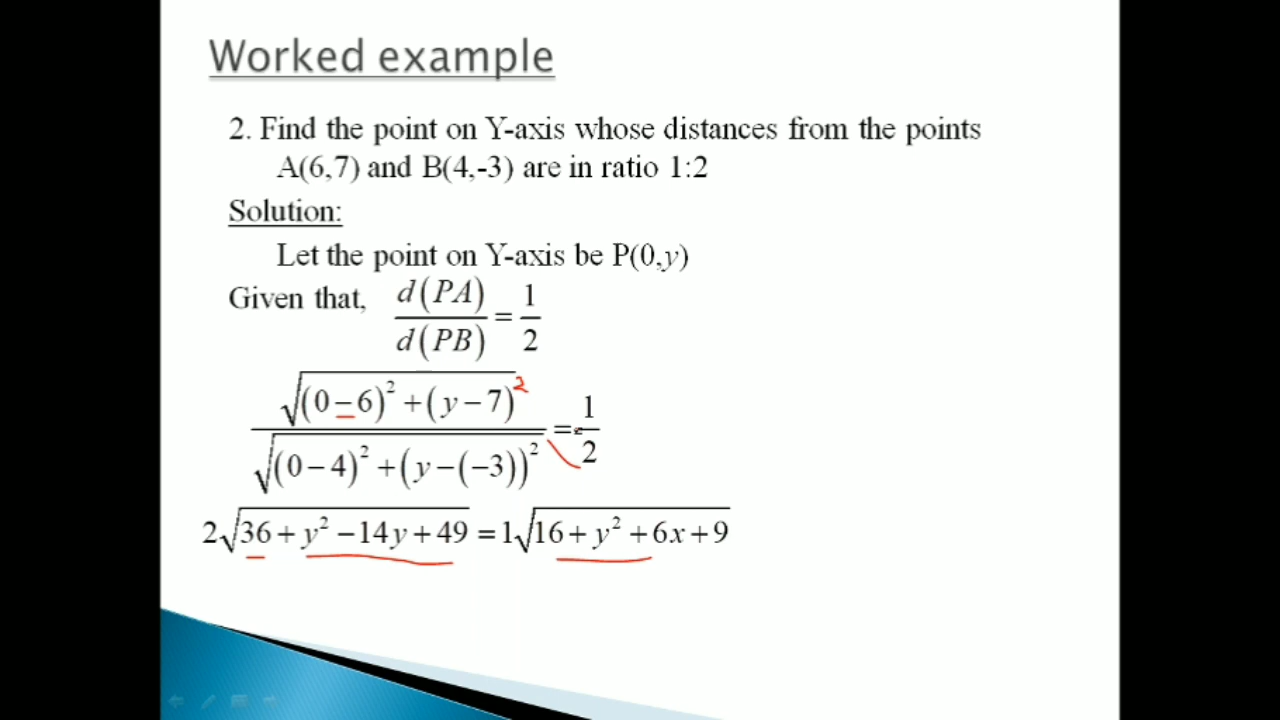 Worked example
2. Find the point on Y-axis whose distances from the points
A(6,7) and B(4,-3) are in ratio 1:2
Solution:
Let the point on Y-axis be P(0,y)
Given that, d(PA)/d(PB) = 1/2
√((0−6)²+(y−7)²)/√((0−4)²+(y−(−3))²) = 1/2
2√(36+y²−14y+49) = 1√(16+y²+6x+9)